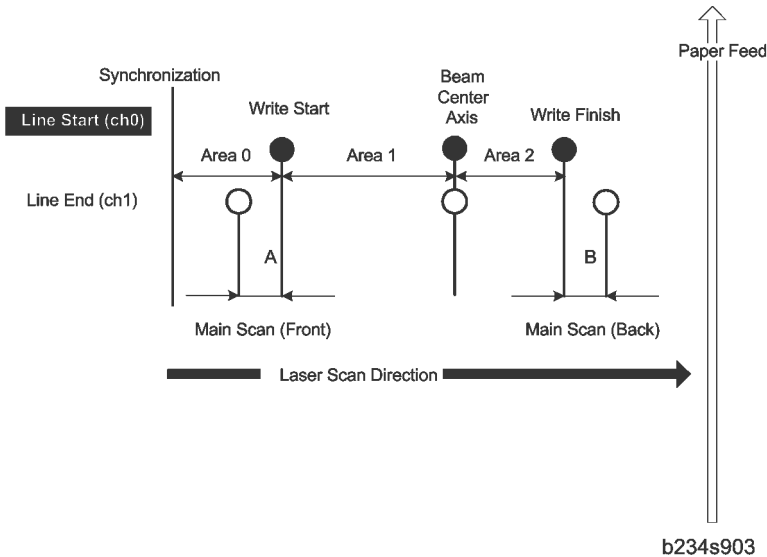 Paper Feed
Synchronization
Beam
Center
Axis
Write Start
Write Finish
Line Start (ch0)
Area 0
Area 1
Area 2
Line End (ch1)
A
B
Main Scan (Front)
Main Scan (Back)
Laser Scan Direction
b234s903